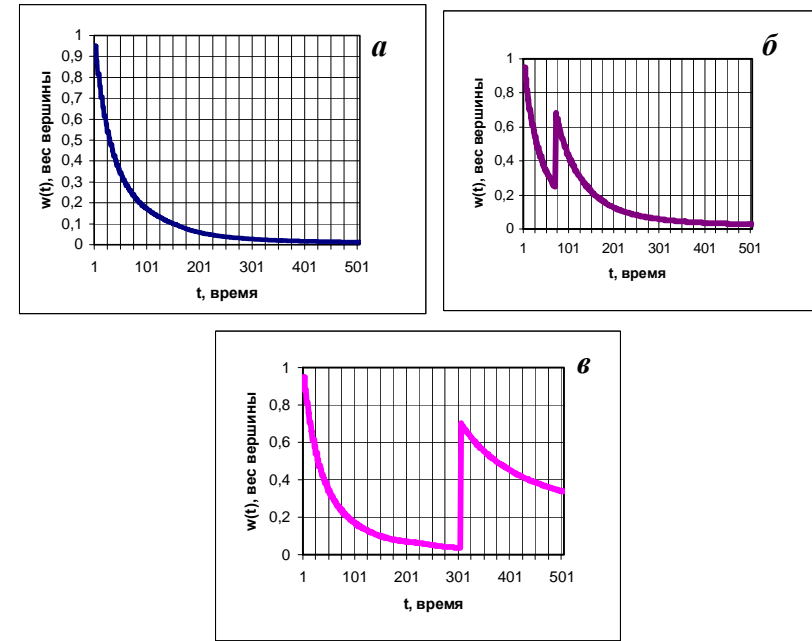 а
w(t), вес вершины
1
0,9
0,8
0,7
0,6
0,5
0,4
0,3
0,2
0,1
0
1 101 201 301 401 501
t, время
б
w(t), вес вершины
1
0,8
0,6
0,4
0,2
0
1 101 201 301 401 501
t, время
в
w(t), вес вершины
1
0,8
0,6
0,4
0,2
0
1 101 201 301 401 501
t, время